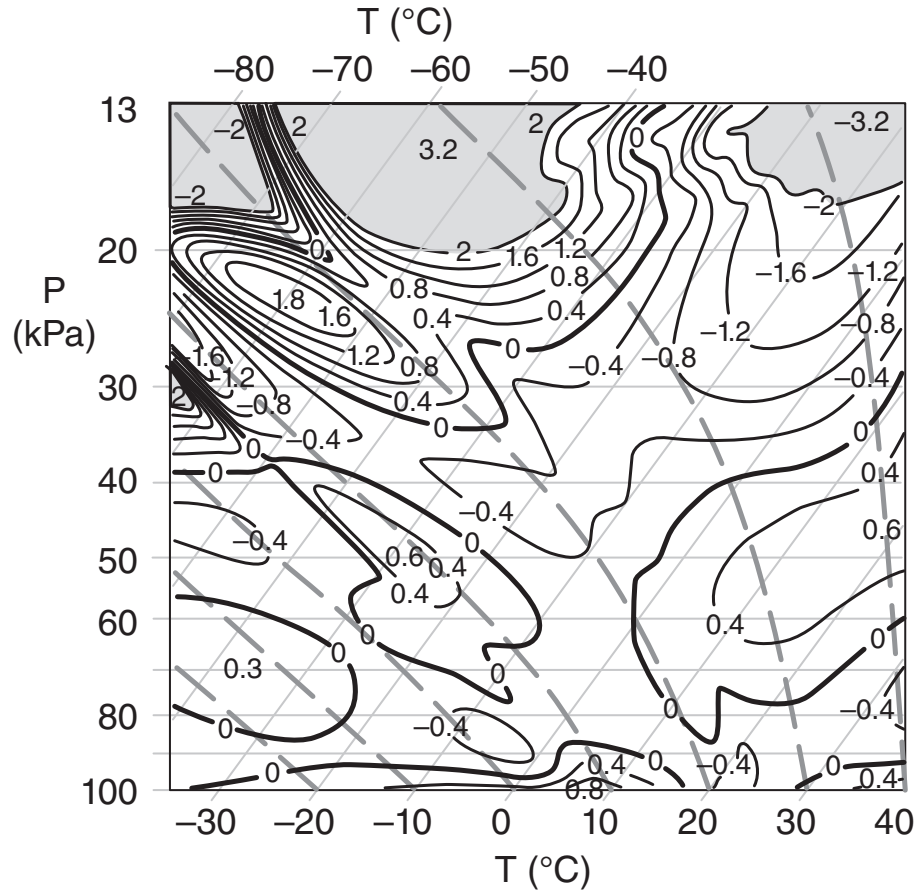 T (°C)
–80 –70 –60 –50 –40
13
–2 2 3.2 2 0 –3.2
–2 –2
20
0 2 1.6 1.2
0.8 0.8 –1.6 –1.2
P
(kPa)
1.8 1.6 0.4 0.4 –1.2 –0.8
–1.6 1.2 0.8 0 –0.4 –0.8
30
–1.2 –0.4
2 –0.8 0.4
–0.4 0 0
0
40
0 0.4
–0.4 0.6
–0.4 0
50
0.6 0.4
0.4
60
0 0.4 0
0
0.3 0
80
0 –0.4 0 –0.4
0 0.4 0 –0.4 0
0.8 0.4
100
–30 –20 –10 0 10 20 30 40
T (°C)